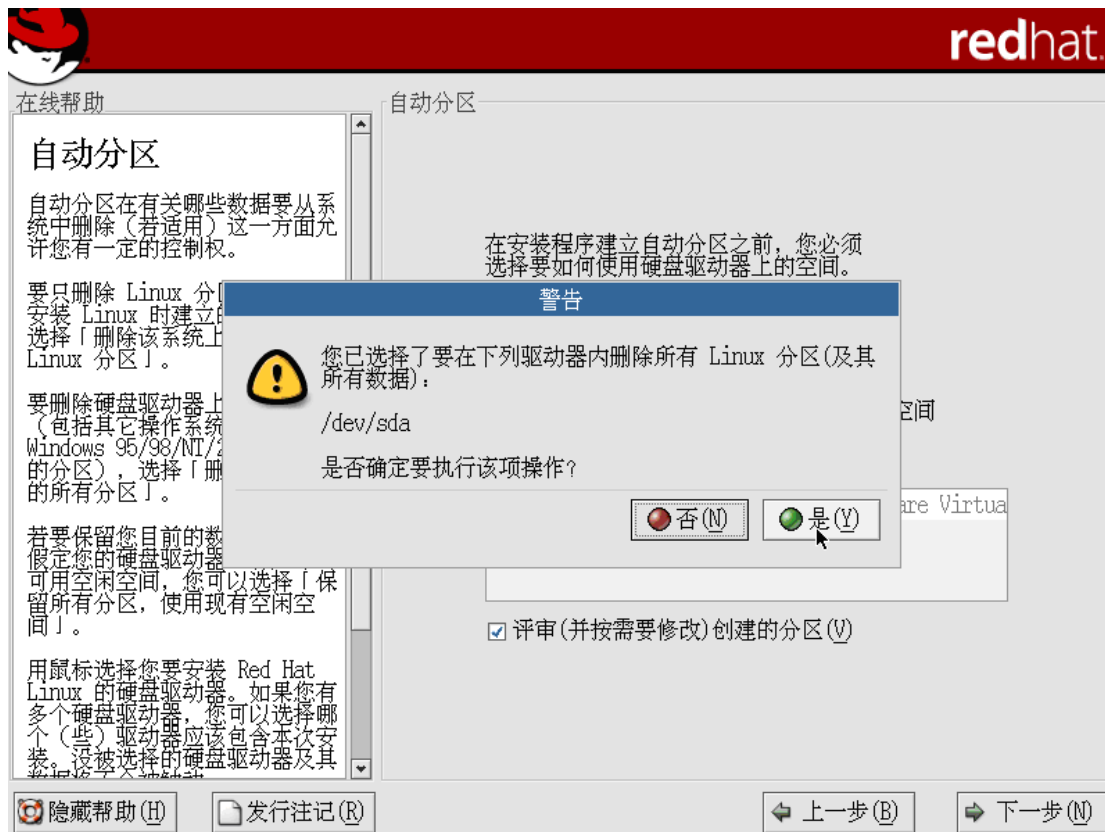 redhat.
在线帮助
自动分区
自动分区在有关哪些数据要从系
统中删除（若适用）这一方面允
许您有一定的控制权。
要只删除 Linux 分
安装 Linux 时建立
选择「删除该系统上
Linux 分区」。
要删除硬盘驱动器上
（包括其它操作系统
Windows 95/98/NT/
的分区），选择「删
的所有分区」。
若要保留您目前的数
假定您的硬盘驱动器
可用空闲空间，您可以选择「保
留所有分区，使用现有空闲空
间」。
用鼠标选择您要安装 Red Hat
Linux 的硬盘驱动器。如果您有
多个硬盘驱动器，您可以选择哪
个（些）驱动器应该包含本次安
装。没被选择的硬盘驱动器及其
自动分区
在安装程序建立自动分区之前，您必须
选择要如何使用硬盘驱动器上的空间。
空间
are Virtua
评审(并按需要修改)创建的分区(V)
警告
您已选择了要在下列驱动器内删除所有 Linux 分区(及其
所有数据)：
/dev/sda
是否确定要执行该项操作?
否(N)
是(Y)
隐藏帮助(H)
发行注记(R)
上一步(B)
下一步(N)